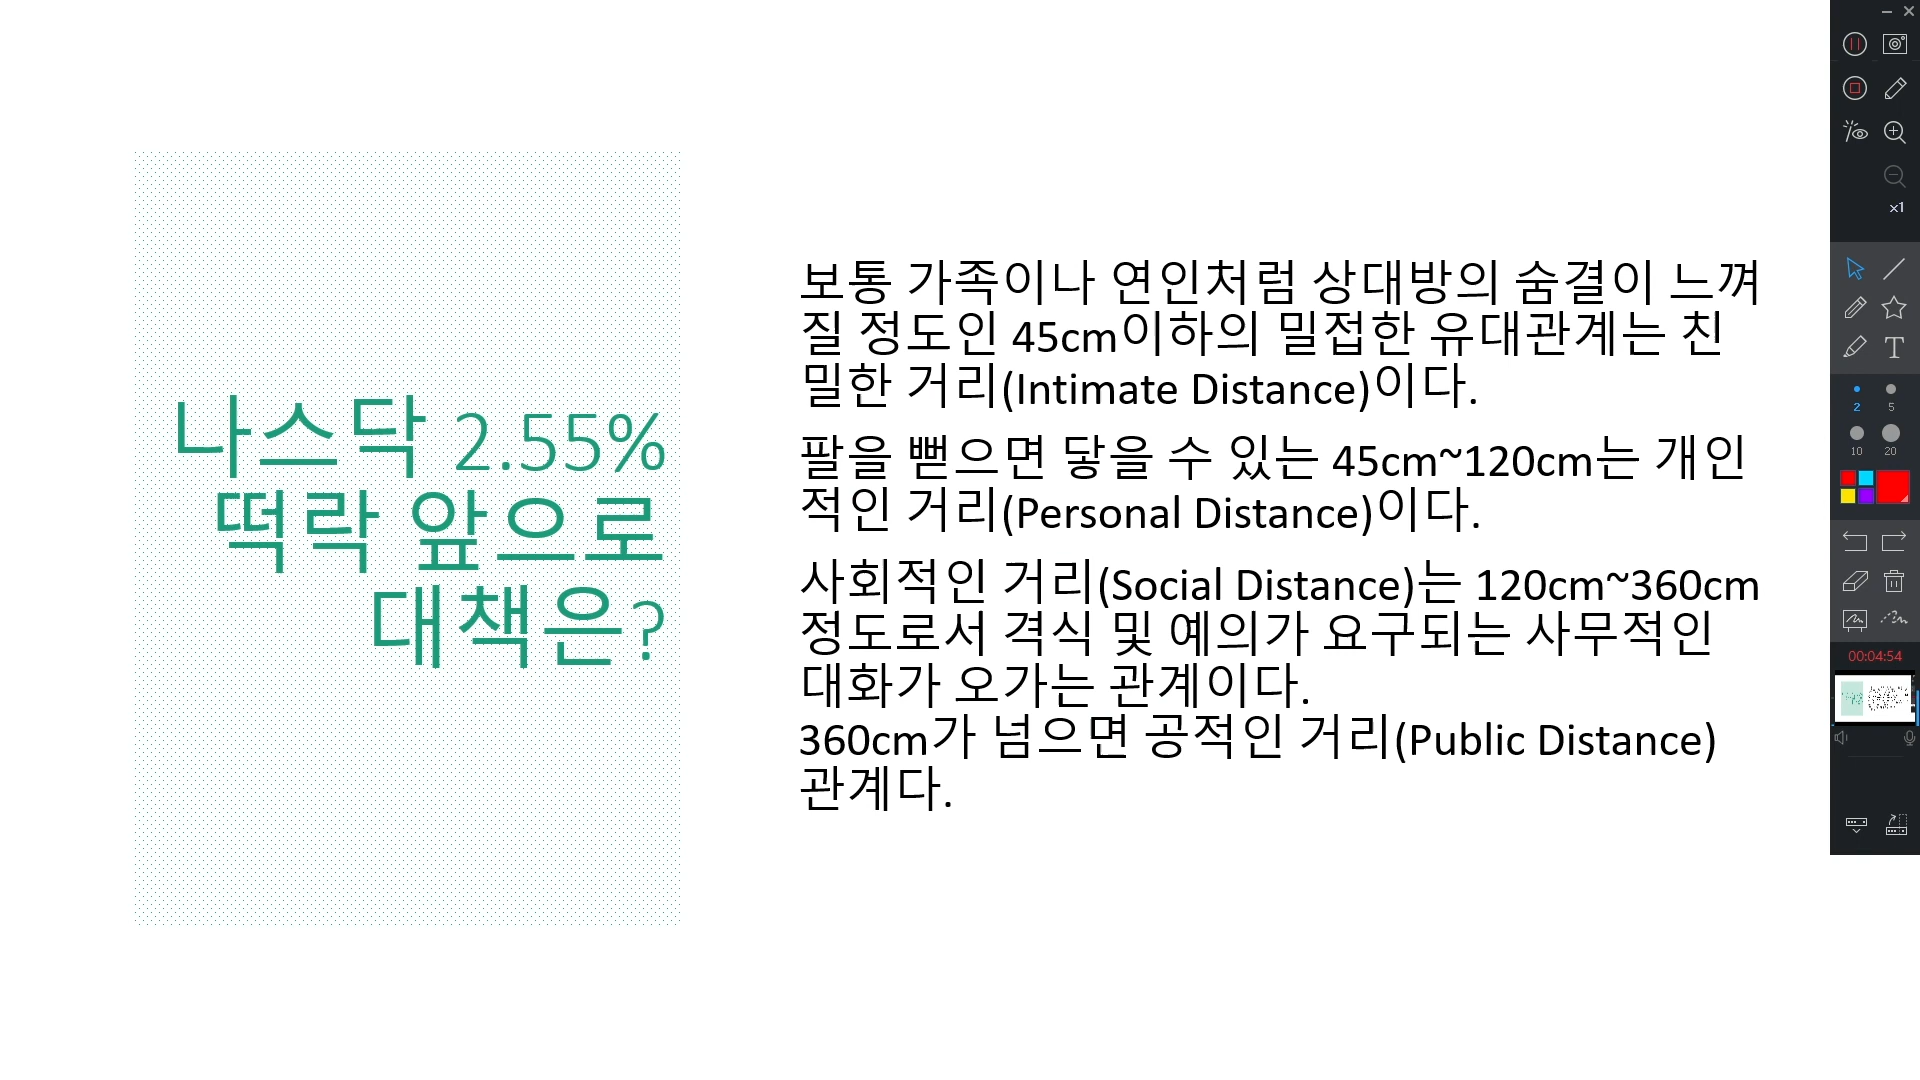 나스닥 2.55%
떡락 앞으로
대책은?
보통 가족이나 연인처럼 상대방의 숨결이 느껴
질 정도인 45cm이하의 밀접한 유대관계는 친
밀한 거리(Intimate Distance)이다.
팔을 뻗으면 닿을 수 있는 45cm~120cm는 개인
적인 거리(Personal Distance)이다.
사회적인 거리(Social Distance)는 120cm~360cm
정도로서 격식 및 예의가 요구되는 사무적인
대화가 오가는 관계이다.
360cm가 넘으면 공적인 거리(Public Distance)
관계다.
x1
T
2 5
10 20
00:04:54